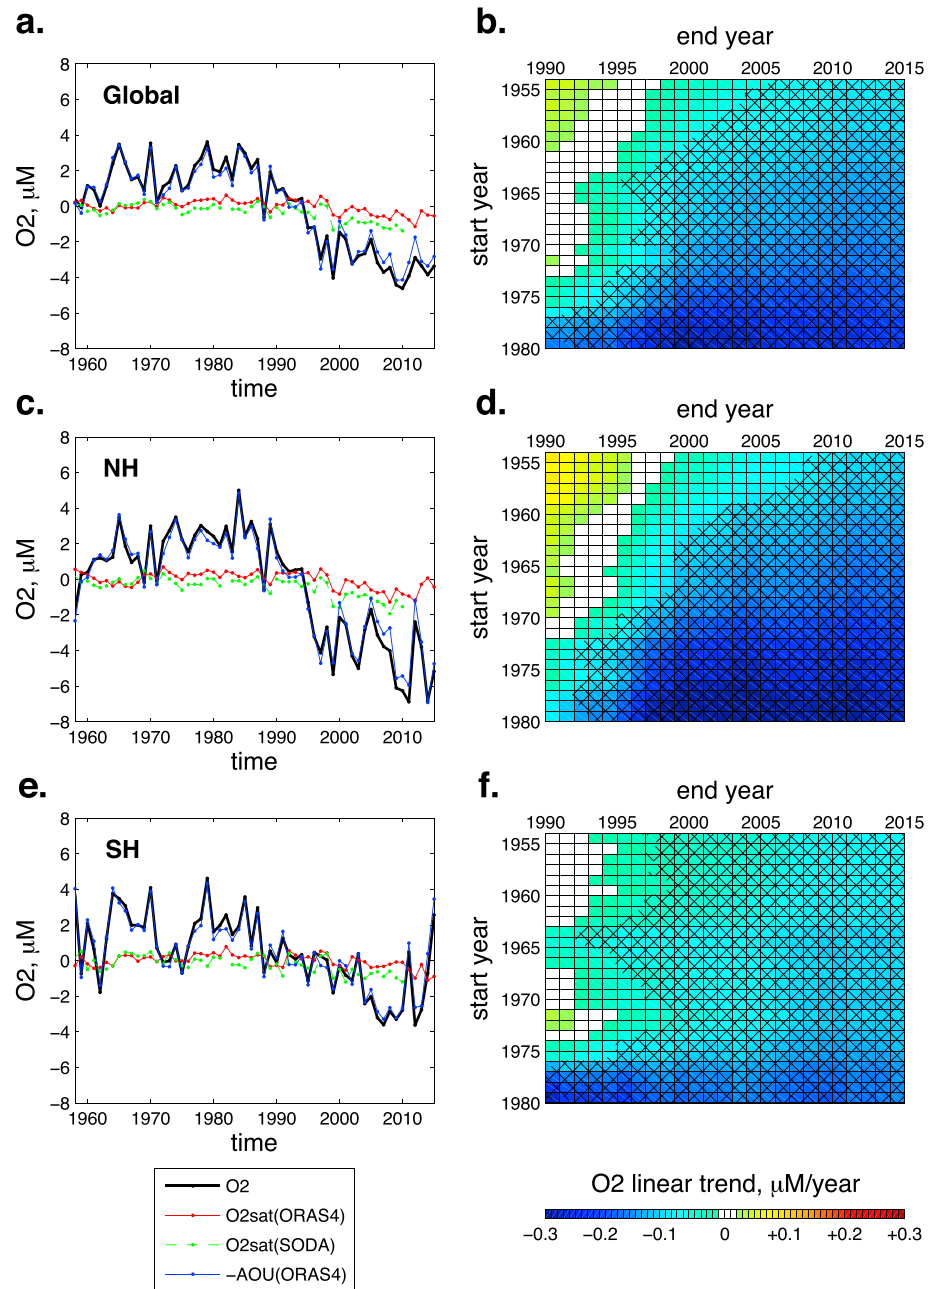 a.
8
6
4
2
0
−2
−4
−6
−8
O2, μM
Global
1960 1970 1980 1990 2000 2010
time
b.
end year
1990 1995 2000 2005 2010 2015
1955
1960
1965
1970
1975
1980
start year
c.
8
6
4
2
0
−2
−4
−6
−8
O2, μM
NH
1960 1970 1980 1990 2000 2010
time
d.
end year
1990 1995 2000 2005 2010 2015
1955
1960
1965
1970
1975
1980
start year
e.
8
6
4
2
0
−2
−4
−6
−8
O2, μM
SH
1960 1970 1980 1990 2000 2010
time
f.
end year
1990 1995 2000 2005 2010 2015
1955
1960
1965
1970
1975
1980
start year
O2
O2sat(ORAS4)
O2sat(SODA)
−AOU(ORAS4)
O2 linear trend, μM/year
−0.3 −0.2 −0.1 0 +0.1 +0.2 +0.3